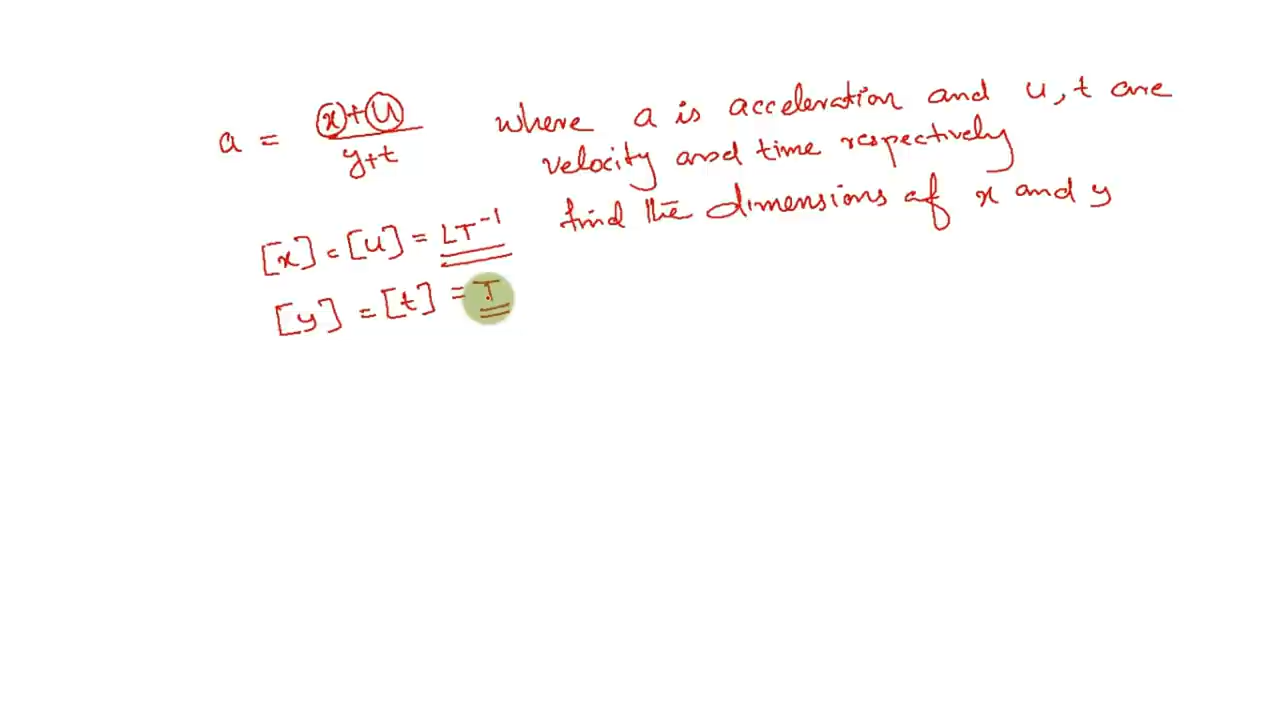 a = x+u / y+t where a is acceleration and u, t are
velocity and time respectively
find the dimensions of x and y
[x] = [u] = LT⁻¹
[y] = [t] = T